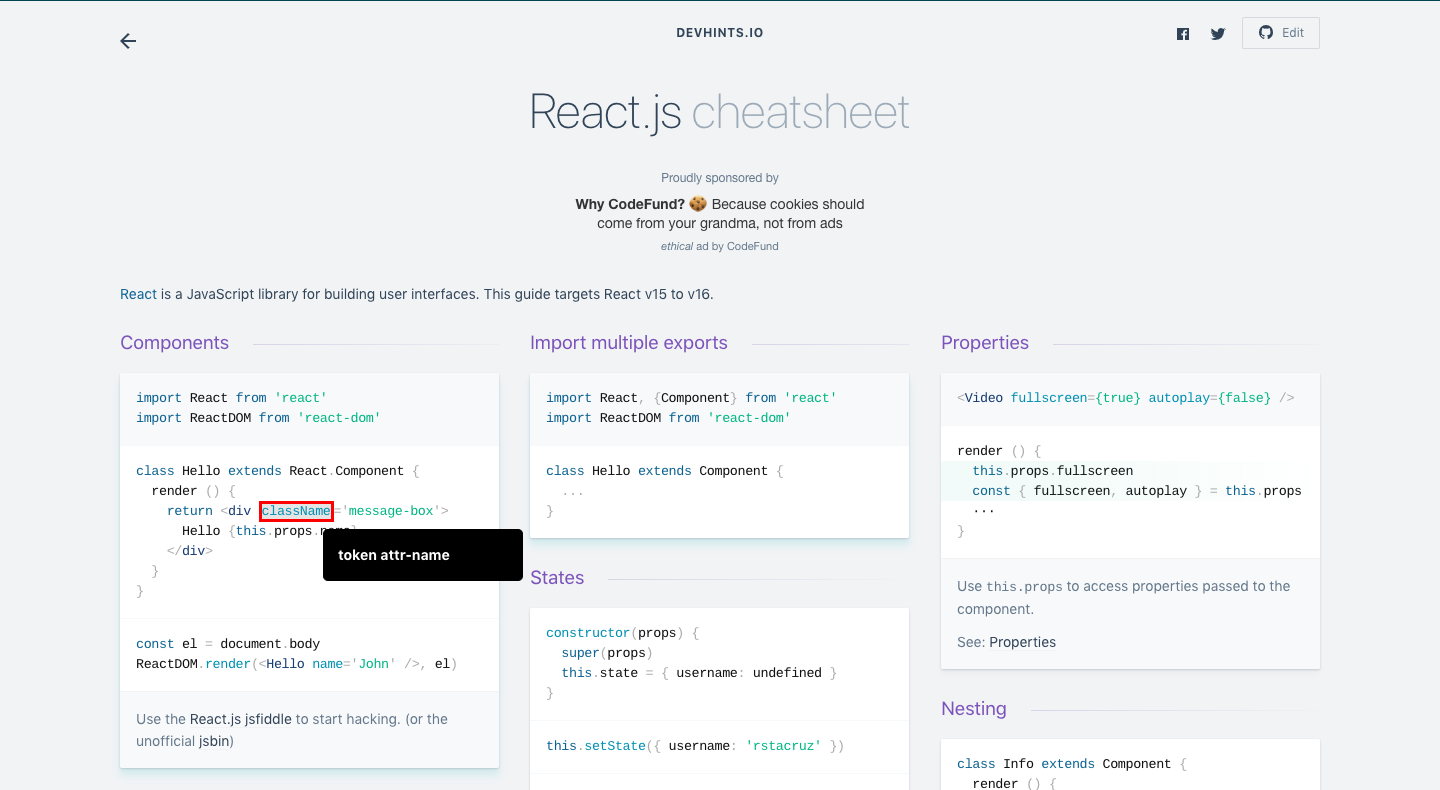 DEVHINTS.IO
Edit
React.js cheatsheet
Proudly sponsored by
Why CodeFund? 🍪 Because cookies should
come from your grandma, not from ads
ethical ad by CodeFund
React is a JavaScript library for building user interfaces. This guide targets React v15 to v16.
Components
import React from 'react'
import ReactDOM from 'react-dom'
class Hello extends React.Component {
render () {
return <div className='message-box'>
Hello {this.props.name}
</div>
}
}
token attr-name
const el = document.body
ReactDOM.render(<Hello name='John' />, el)
Use the React.js jsfiddle to start hacking. (or the
unofficial jsbin)
Import multiple exports
import React, {Component} from 'react'
import ReactDOM from 'react-dom'
class Hello extends Component {
...
}
States
constructor(props) {
super(props)
this.state = { username: undefined }
}
this.setState({ username: 'rstacruz' })
Properties
<Video fullscreen={true} autoplay={false} />
render () {
this.props.fullscreen
const { fullscreen, autoplay } = this.props
...
}
Use this.props to access properties passed to the
component.
See: Properties
Nesting
class Info extends Component {
render () {